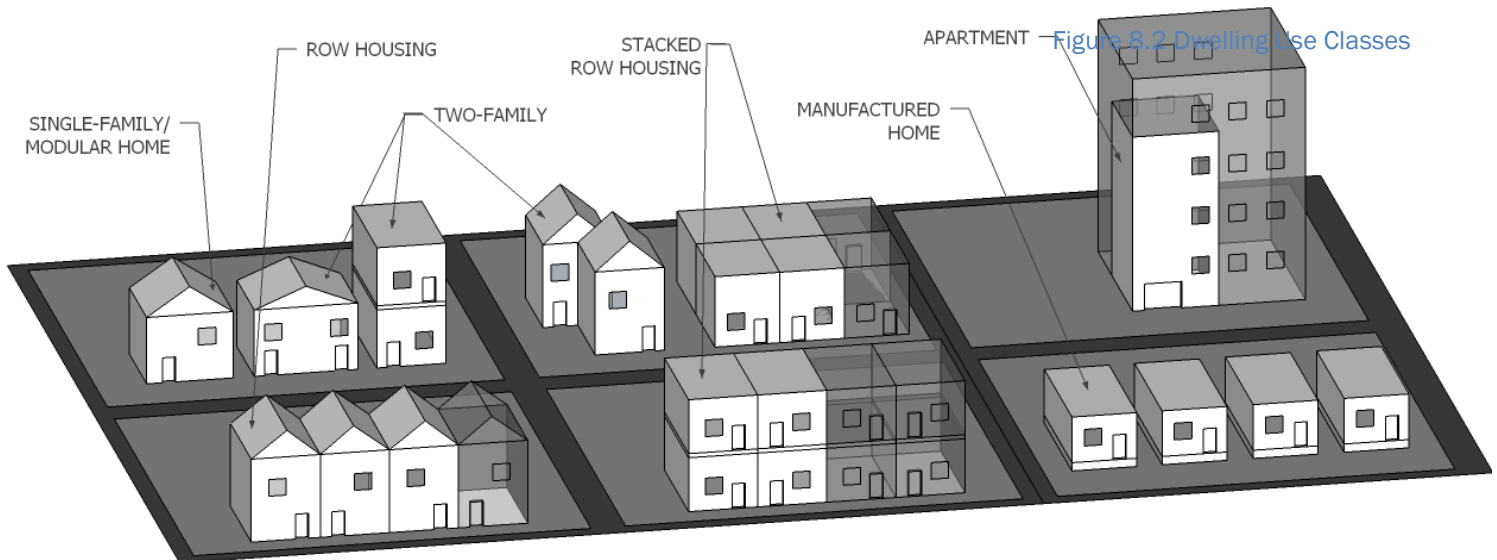 ROW HOUSING
STACKED
ROW HOUSING
APARTMENT
Figure 8.2 Dwelling Use Classes
SINGLE-FAMILY/
MODULAR HOME
TWO-FAMILY
MANUFACTURED
HOME